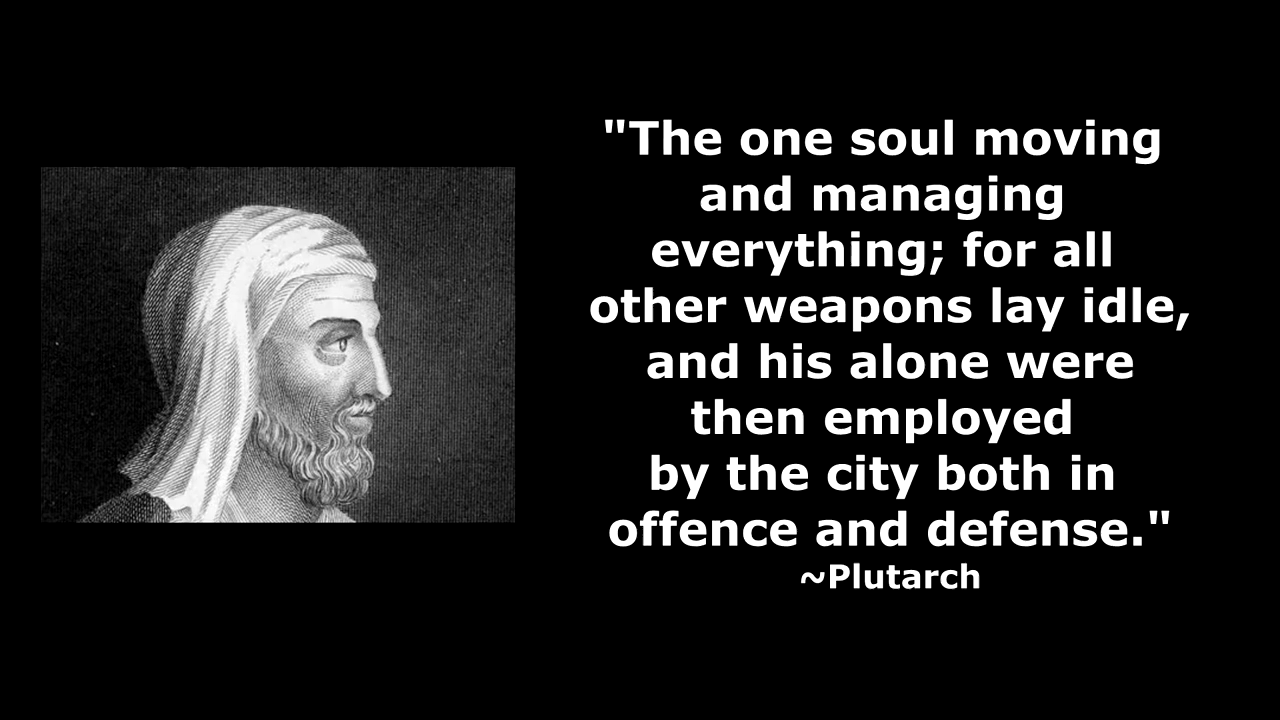 "The one soul moving
and managing
everything; for all
other weapons lay idle,
and his alone were
then employed
by the city both in
offence and defense."
~Plutarch